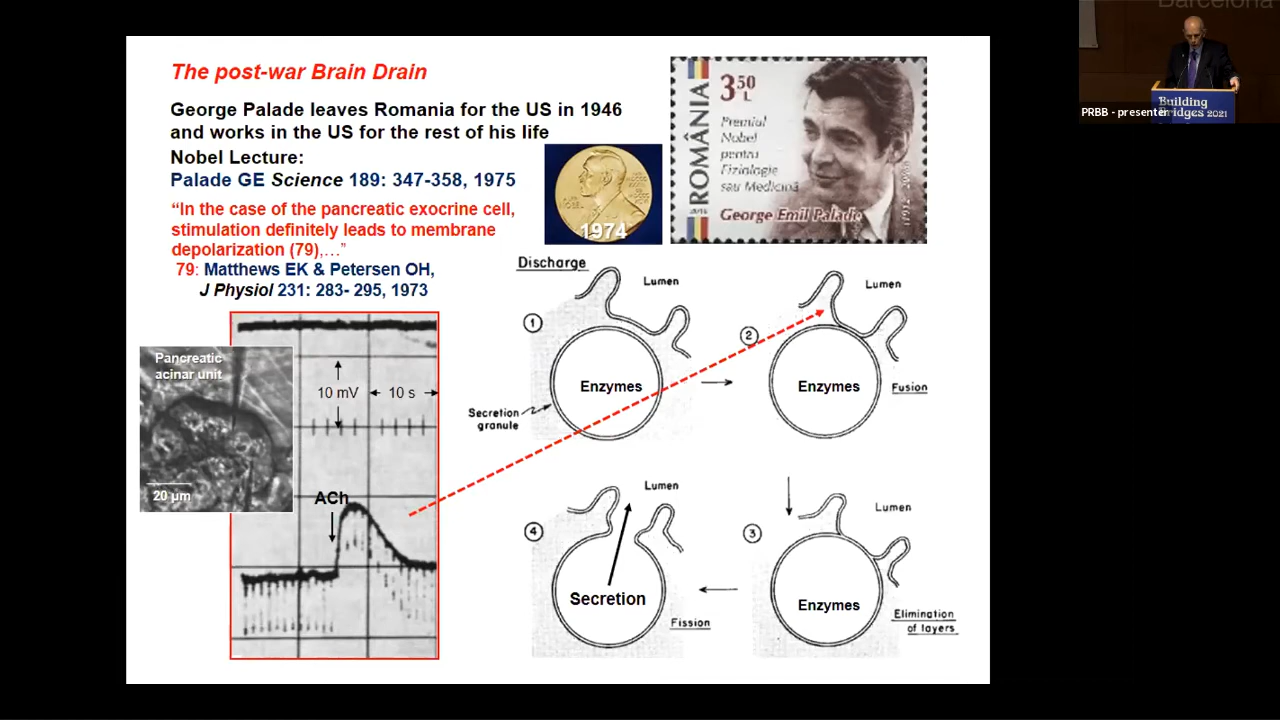 Barcelona
The post-war Brain Drain
George Palade leaves Romania for the US in 1946
and works in the US for the rest of his life
Nobel Lecture:
Palade GE Science 189: 347-358, 1975
“In the case of the pancreatic exocrine cell,
stimulation definitely leads to membrane
depolarization (79),…”
79: Matthews EK & Petersen OH,
J Physiol 231: 283- 295, 1973
1974
ROMÂNIA
3 50 L
Premiul
Nobel
pentru
Fiziologie
sau Medicină
George Emil Palade
Building
Bridges 2021
PRBB - presenter
Discharge
Lumen
1
Enzymes
Secretion
granule
Lumen
2
Enzymes
Fusion
Pancreatic
acinar unit
20 µm
10 mV
10 s
ACh
Lumen
4
Secretion
Fission
Lumen
3
Enzymes
Elimination
of layers